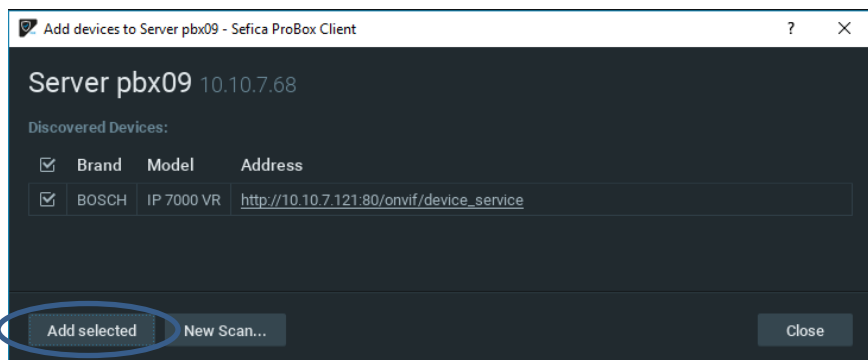 Add devices to Server pbx09 - Sefica ProBox Client ?
Server pbx09 10.10.7.68
Discovered Devices:
Brand Model Address
BOSCH IP 7000 VR http://10.10.7.121:80/onvif/device_service
Add selected New Scan... Close